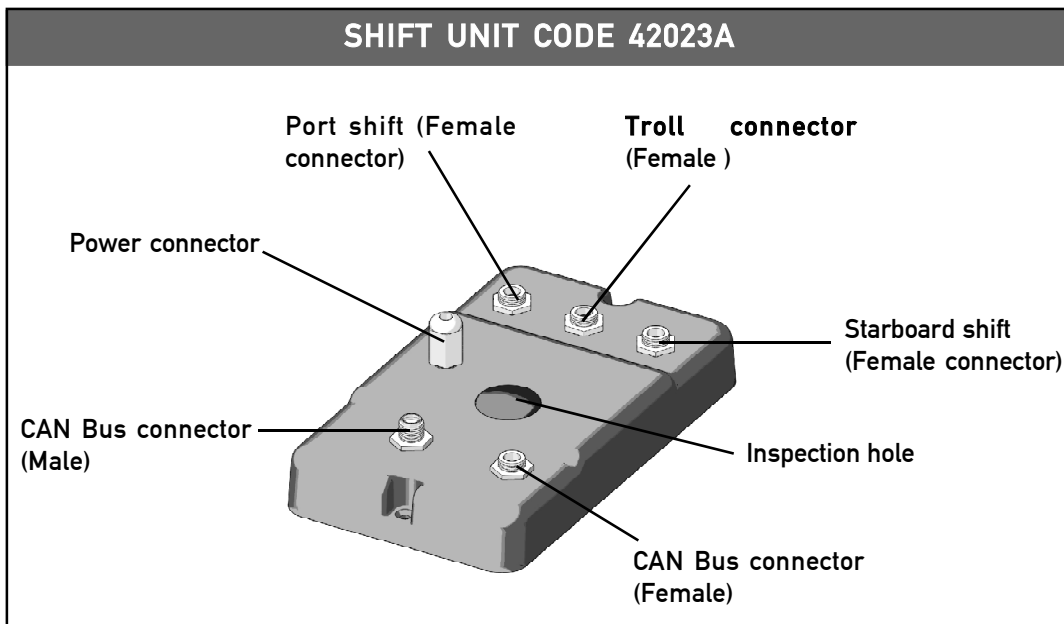 SHIFT UNIT CODE 42023A
Port shift (Female
connector)
Troll connector
(Female )
Power connector
Starboard shift
(Female connector)
CAN Bus connector
(Male)
Inspection hole
CAN Bus connector
(Female)